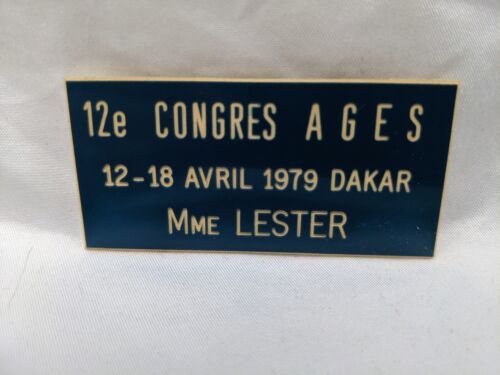 12e CONGRES A G E S
12-18 AVRIL 1979 DAKAR
MME LESTER